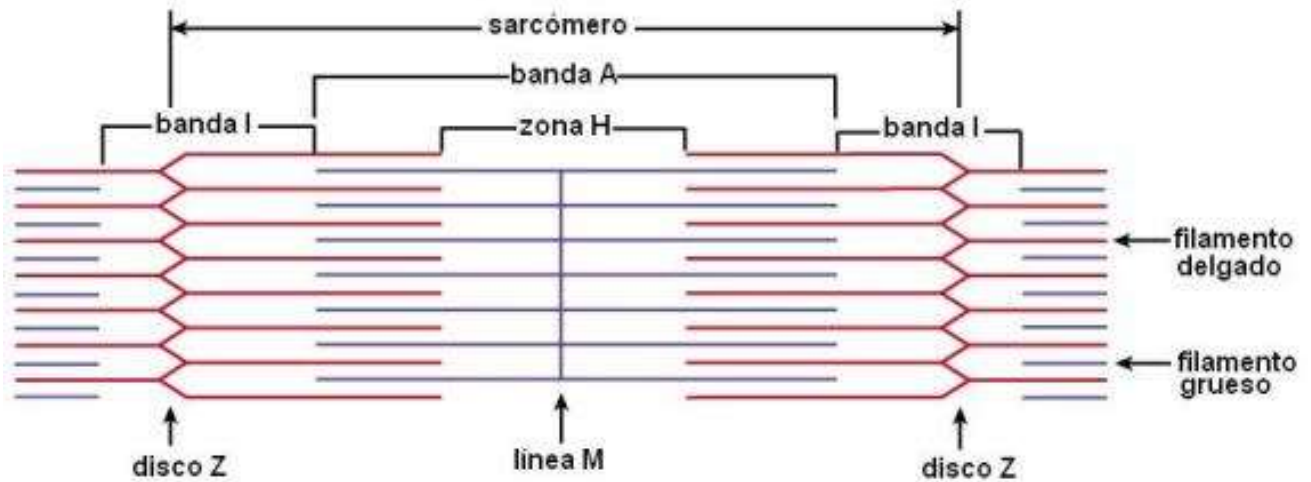 sarcómero
banda A
banda I
zona H
banda I
filamento
delgado
filamento
grueso
disco Z
línea M
disco Z